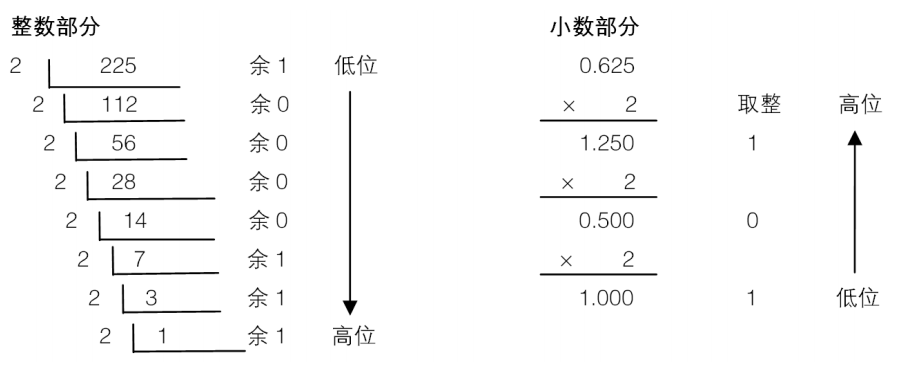 整数部分 小数部分
2 225 余 1 低位 0.625
2 112 余 0 × 2 取整 高位
2 56 余 0 1.250 1
2 28 余 0 × 2
2 14 余 0 0.500 0
2 7 余 1 × 2
2 3 余 1 1.000 1 低位
2 1 余 1 高位